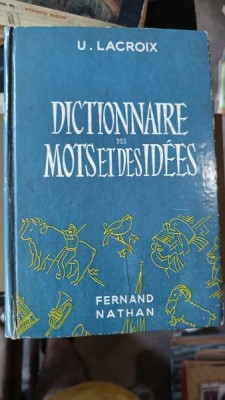 U. LACROIX
DICTIONNAIRE
DES
MOTS ET DES IDÉES
FERNAND
NATHAN